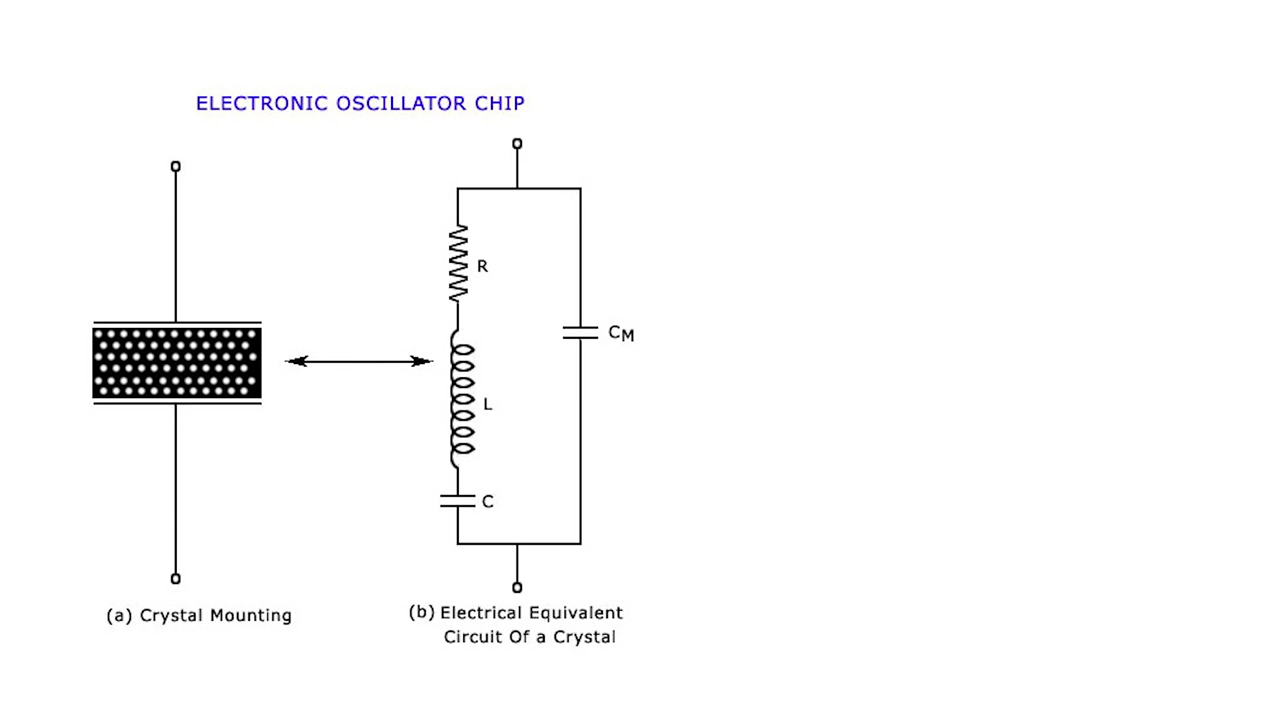 ELECTRONIC OSCILLATOR CHIP
R
CM
L
C
(a) Crystal Mounting
(b) Electrical Equivalent
Circuit Of a Crystal